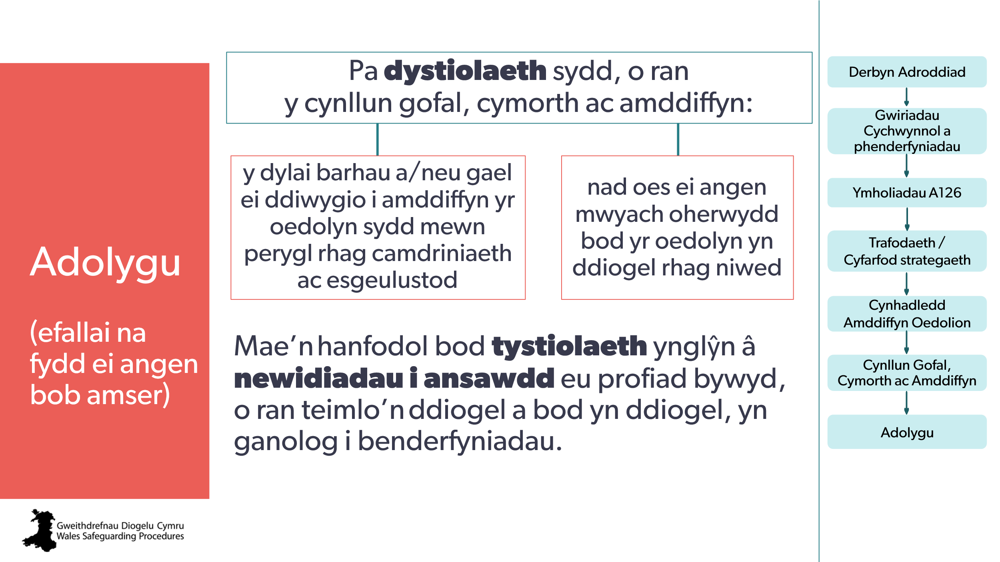 Adolygu
(efallai na
fydd ei angen
bob amser)
Pa dystiolaeth sydd, o ran
y cynllun gofal, cymorth ac amddiffyn:
y dylai barhau a/neu gael
ei ddiwygio i amddiffyn yr
oedolyn sydd mewn
perygl rhag camdriniaeth
ac esgeulustod
nad oes ei angen
mwyach oherwydd
bod yr oedolyn yn
ddiogel rhag niwed
Mae'n hanfodol bod tystiolaeth ynglŷn â
newidiadau i ansawdd eu profiad bywyd,
o ran teimlo'n ddiogel a bod yn ddiogel, yn
ganolog i benderfyniadau.
Derbyn Adroddiad
Gwiriadau
Cychwynnol a
phenderfyniadau
Ymholiadau A126
Trafodaeth /
Cyfarfod strategaeth
Cynhadledd
Amddiffyn Oedolion
Cynllun Gofal,
Cymorth ac Amddiffyn
Adolygu
Gweithdrefnau Diogelu Cymru
Wales Safeguarding Procedures